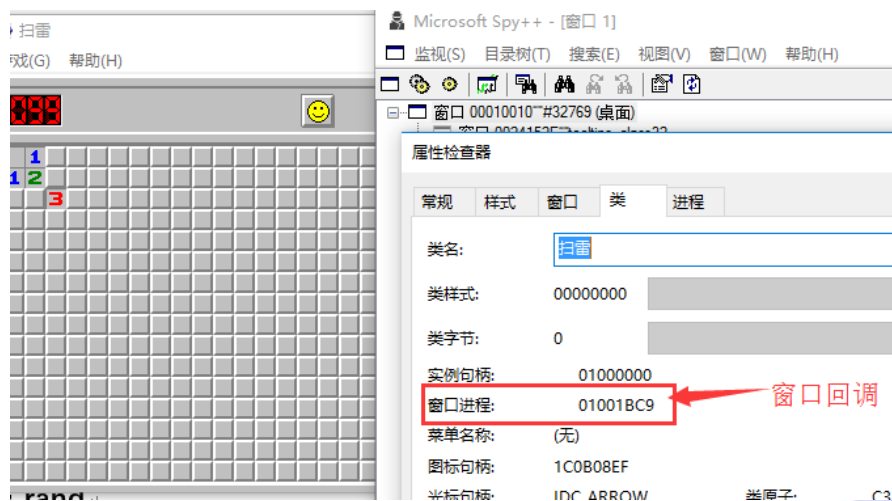 扫雷
戏(G) 帮助(H)
1
1 2
3
rand
Microsoft Spy++ - [窗口 1]
监视(S) 目录树(T) 搜索(E) 视图(V) 窗口(W) 帮助(H)
窗口 00010010""#32769 (桌面)
属性检查器
常规 样式 窗口 类 进程
类名: 扫雷
类样式: 00000000
类字节: 0
实例句柄: 01000000
窗口进程: 01001BC9
窗口回调
菜单名称: (无)
图标句柄: 1C0B08EF
光标句柄: IDC_ARROW 类原子: C3